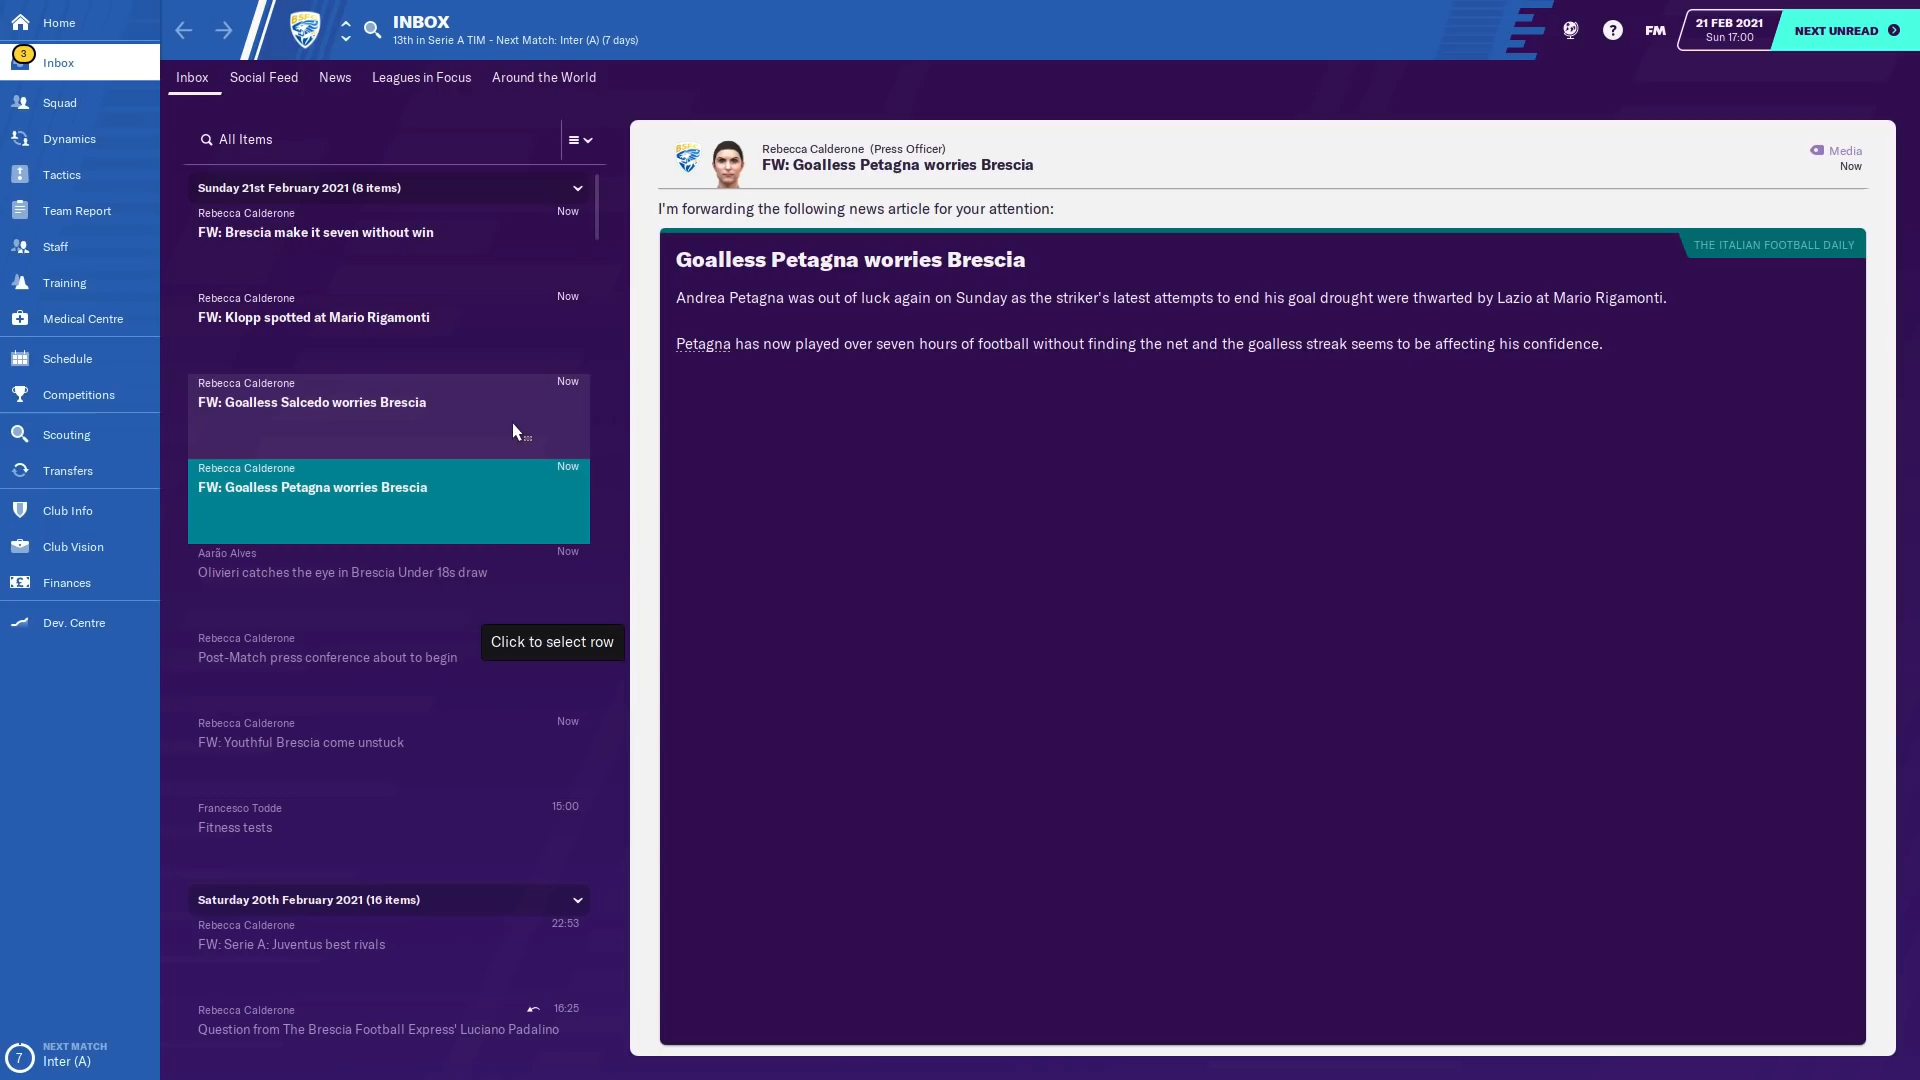 Home
3
Inbox
Squad
Dynamics
Tactics
Team Report
Staff
Training
Medical Centre
Schedule
Competitions
Scouting
Transfers
Club Info
Club Vision
Finances
Dev. Centre
7
NEXT MATCH
Inter (A)
INBOX
13th in Serie A TIM - Next Match: Inter (A) (7 days)
FM
21 FEB 2021
Sun 17:00
NEXT UNREAD
Inbox
Social Feed
News
Leagues in Focus
Around the World
All Items
Sunday 21st February 2021 (8 items)
Rebecca Calderone
Now
FW: Brescia make it seven without win
Rebecca Calderone
Now
FW: Klopp spotted at Mario Rigamonti
Rebecca Calderone
Now
FW: Goalless Salcedo worries Brescia
Rebecca Calderone
Now
FW: Goalless Petagna worries Brescia
Aarão Alves
Now
Olivieri catches the eye in Brescia Under 18s draw
Rebecca Calderone
Post-Match press conference about to begin
Click to select row
Rebecca Calderone
Now
FW: Youthful Brescia come unstuck
Francesco Todde
15:00
Fitness tests
Saturday 20th February 2021 (16 items)
Rebecca Calderone
22:53
FW: Serie A: Juventus best rivals
Rebecca Calderone
16:25
Question from The Brescia Football Express' Luciano Padalino
Rebecca Calderone (Press Officer)
FW: Goalless Petagna worries Brescia
Media
Now
I'm forwarding the following news article for your attention:
THE ITALIAN FOOTBALL DAILY
Goalless Petagna worries Brescia
Andrea Petagna was out of luck again on Sunday as the striker's latest attempts to end his goal drought were thwarted by Lazio at Mario Rigamonti.
Petagna has now played over seven hours of football without finding the net and the goalless streak seems to be affecting his confidence.